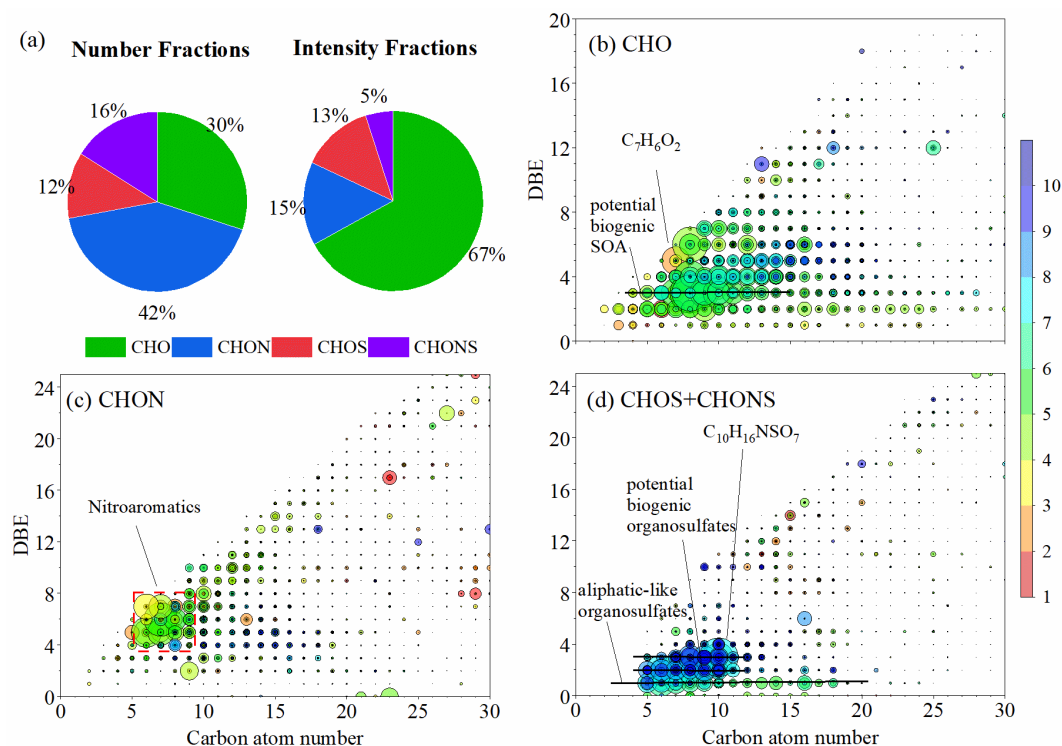 (a)
Number Fractions
Intensity Fractions
16%
30%
12%
42%
5%
13%
15%
67%
CHO
CHON
CHOS
CHONS
(b) CHO
20
16
12
8
4
0
DBE
C₇H₆O₂
potential
biogenic
SOA
10
9
8
7
6
5
4
3
2
1
(c) CHON
24
20
16
12
8
4
0
DBE
Nitroaromatics
0
5
10
15
20
25
30
Carbon atom number
(d) CHOS+CHONS
24
20
16
12
8
4
0
C₁₀H₁₆NSO₇
potential
biogenic
organosulfates
aliphatic-like
organosulfates
0
5
10
15
20
25
30
Carbon atom number